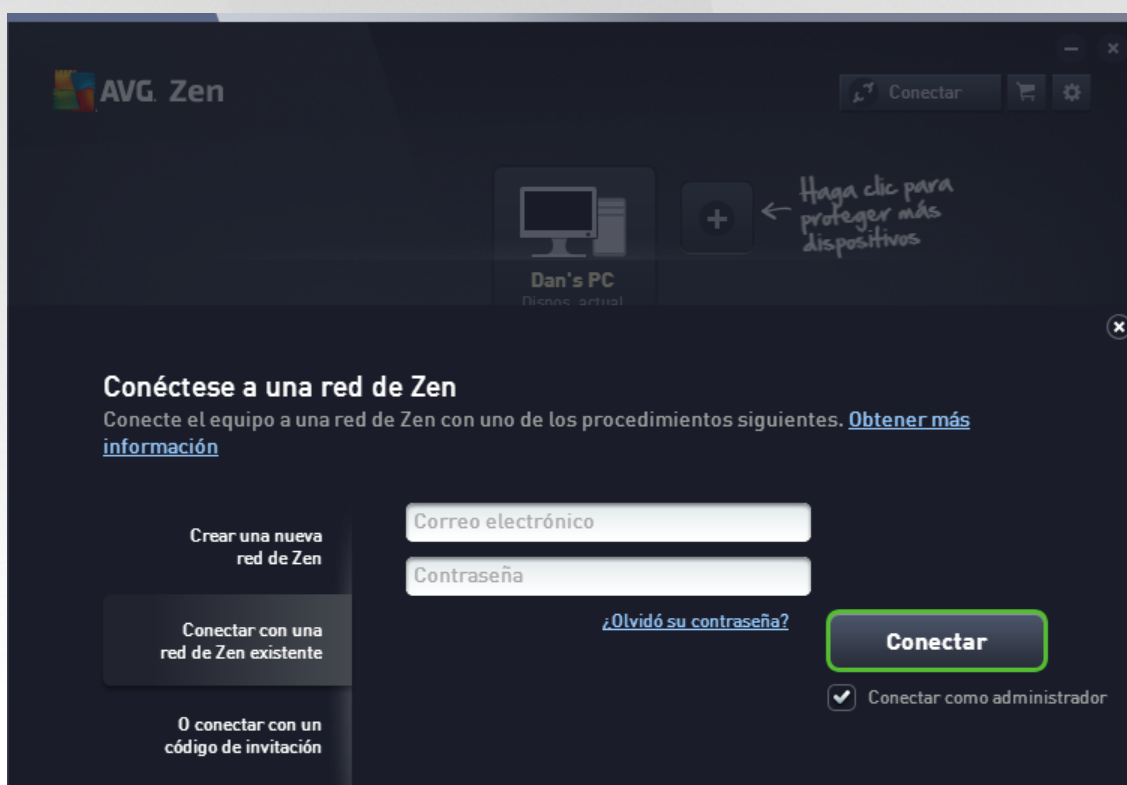 AVG Zen
Conectar
Haga clic para
proteger más
dispositivos
Dan's PC
Dispos. actual
Conéctese a una red de Zen
Conecte el equipo a una red de Zen con uno de los procedimientos siguientes. Obtener más
información
Crear una nueva
red de Zen
Conectar con una
red de Zen existente
O conectar con un
código de invitación
Correo electrónico
Contraseña
¿Olvidó su contraseña?
Conectar
Conectar como administrador